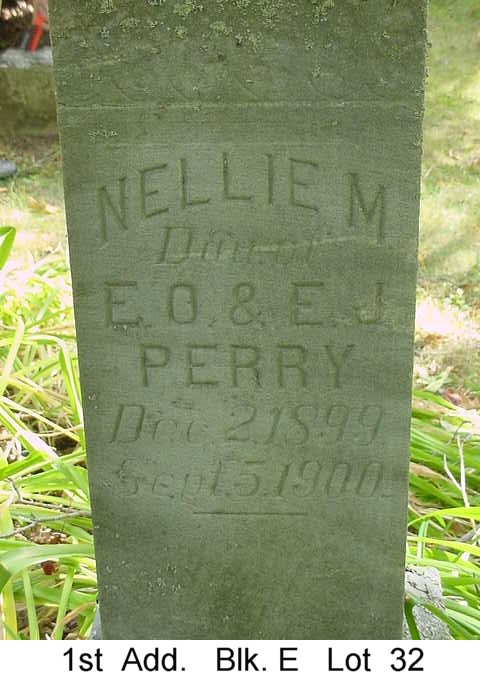 NELLIE M
Dau. of
E. O. & E. J.
PERRY
Dec. 2, 1899
Sept. 5, 1900.
1st Add. Blk. E Lot 32